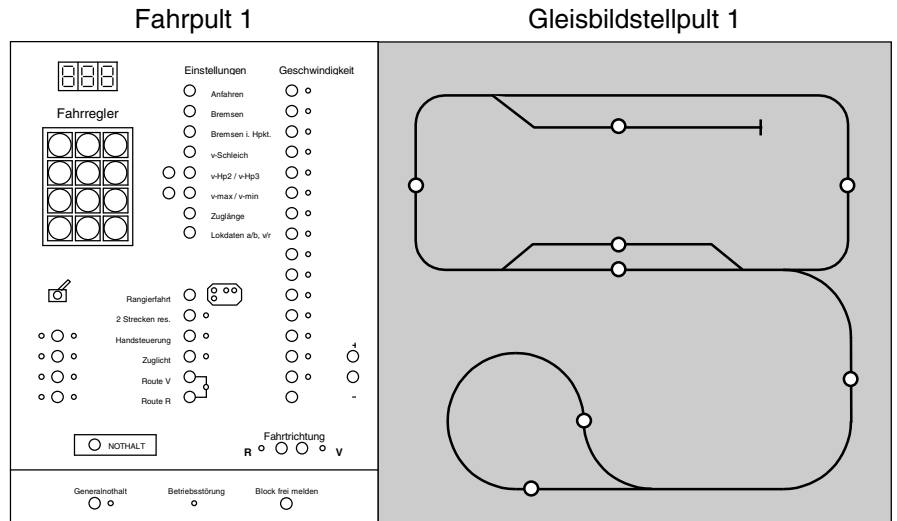 Fahrpult 1
Gleisbildstellpult 1
888
Einstellungen
Geschwindigkeit
Fahrregler
Anfahren
Bremsen
Bremsen i. Hpkt.
v-Schleich
v-Hp2 / v-Hp3
v-max / v-min
Zuglänge
Lokdaten a/b, v/r
Rangierfahrt
2 Strecken res.
Handsteuerung
Zuglicht
Route V
Route R
+
-
NOTHALT
Fahrtrichtung
R
V
Generalnothalt
Betriebsstörung
Block frei melden